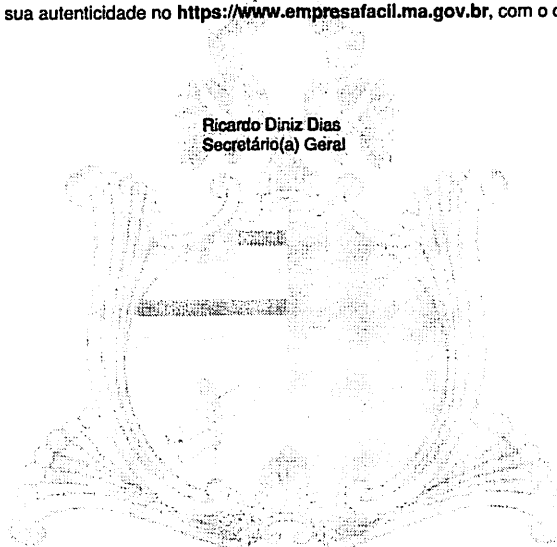 sua autenticidade no https://www.empresafacil.ma.gov.br, com o c
Ricardo Diniz Dias
Secretário(a) Geral